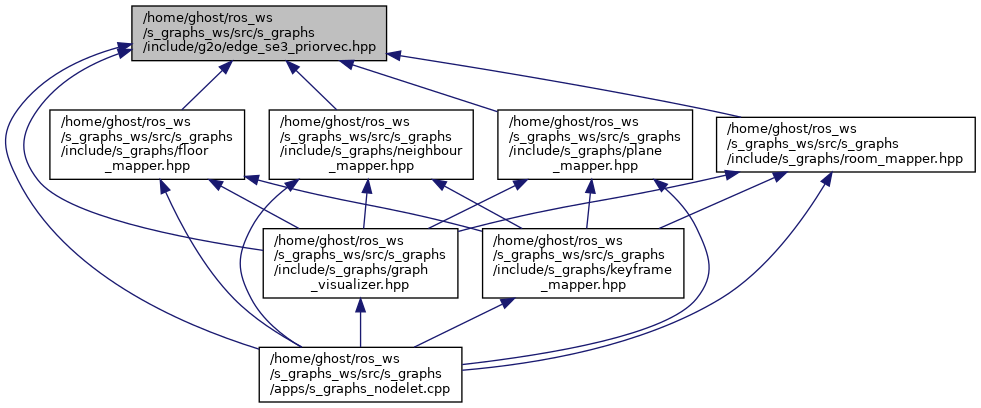 /home/ghost/ros_ws
/s_graphs_ws/src/s_graphs
/include/g2o/edge_se3_priorvec.hpp
/home/ghost/ros_ws
/s_graphs_ws/src/s_graphs
/include/s_graphs/floor
_mapper.hpp
/home/ghost/ros_ws
/s_graphs_ws/src/s_graphs
/include/s_graphs/neighbour
_mapper.hpp
/home/ghost/ros_ws
/s_graphs_ws/src/s_graphs
/include/s_graphs/plane
_mapper.hpp
/home/ghost/ros_ws
/s_graphs_ws/src/s_graphs
/include/s_graphs/room_mapper.hpp
/home/ghost/ros_ws
/s_graphs_ws/src/s_graphs
/include/s_graphs/graph
_visualizer.hpp
/home/ghost/ros_ws
/s_graphs_ws/src/s_graphs
/include/s_graphs/keyframe
_mapper.hpp
/home/ghost/ros_ws
/s_graphs_ws/src/s_graphs
/apps/s_graphs_nodelet.cpp